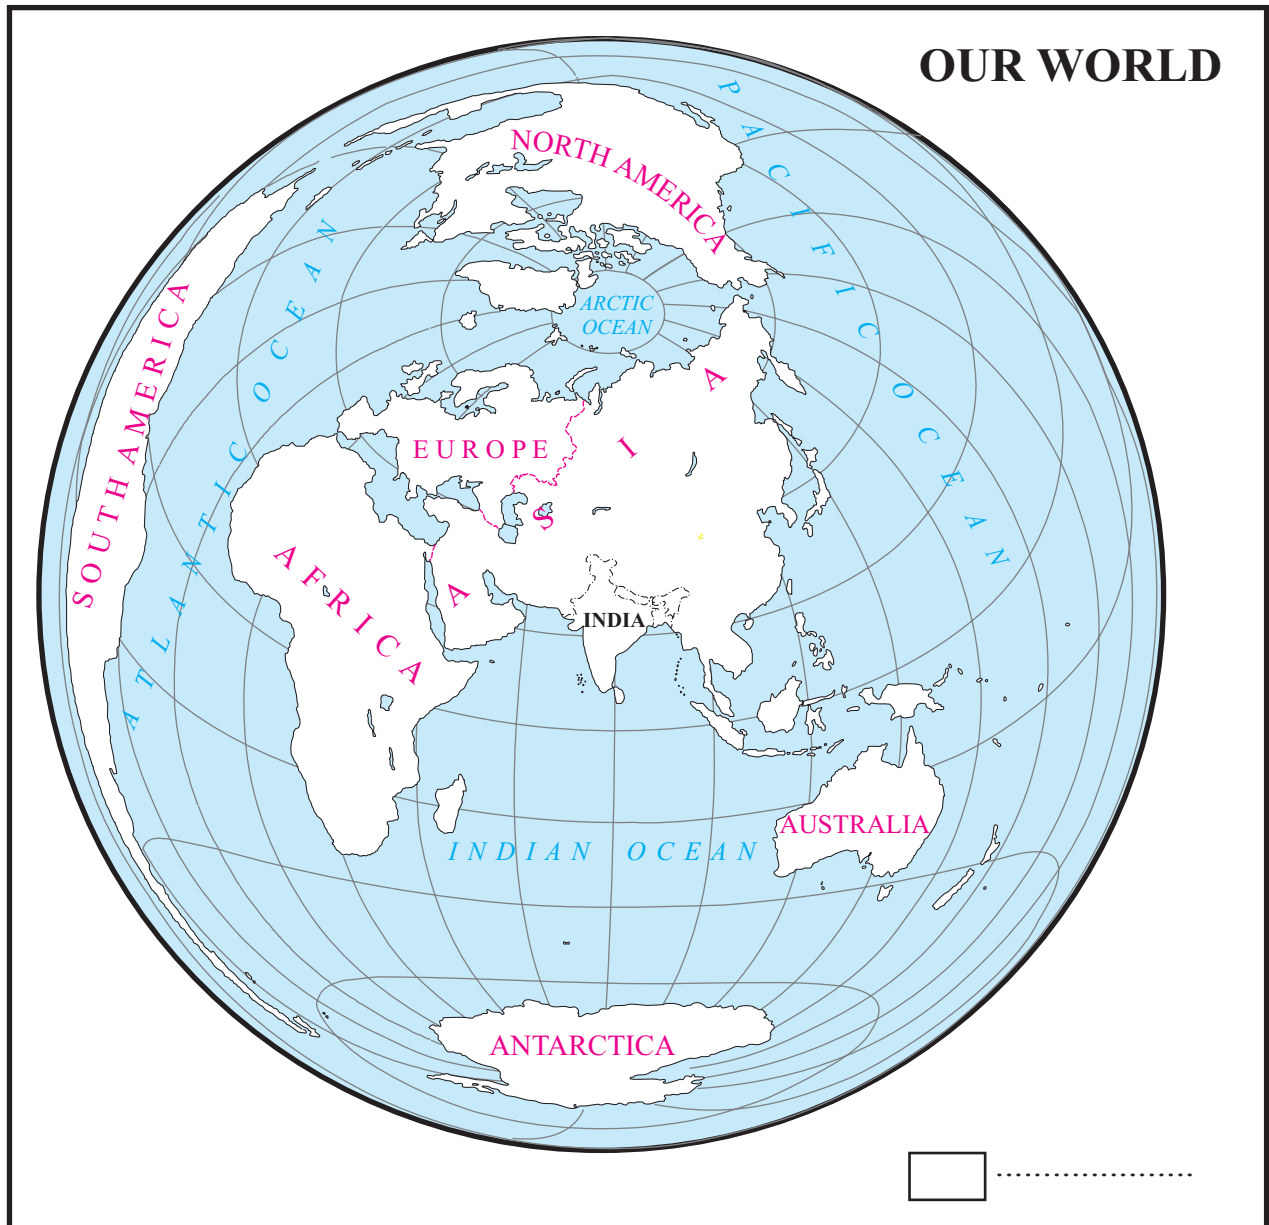 OUR WORLD
PACIFIC OCEAN
NORTH AMERICA
ATLANTIC OCEAN
SOUTH AMERICA
ARCTIC
OCEAN
ASIA
EUROPE
AFRICA
INDIA
AUSTRALIA
INDIAN OCEAN
ANTARCTICA